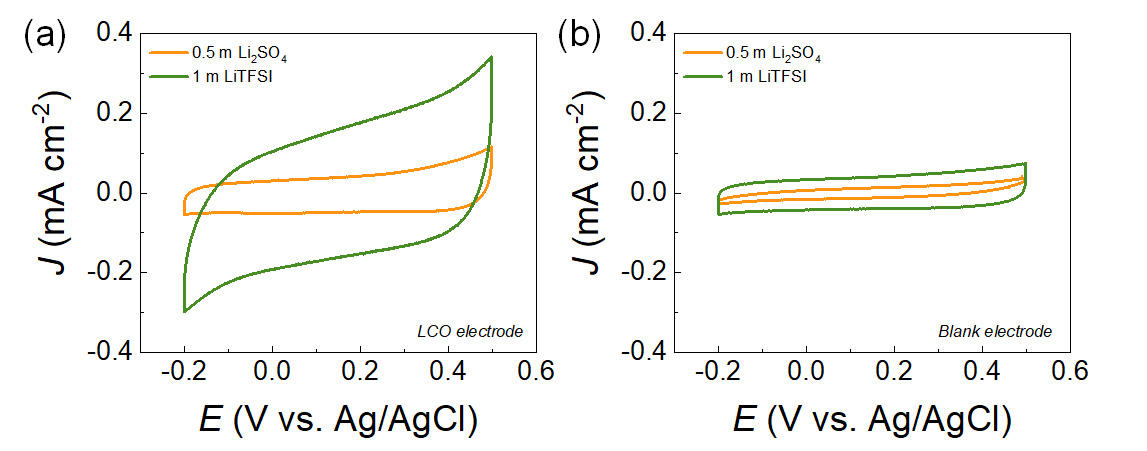 (a)
0.5 m Li₂SO₄
1 m LiTFSI
0.4
0.2
0.0
-0.2
-0.4
J (mA cm⁻²)
LCO electrode
-0.2 0.0 0.2 0.4 0.6
E (V vs. Ag/AgCl)
(b)
0.5 m Li₂SO₄
1 m LiTFSI
0.4
0.2
0.0
-0.2
-0.4
J (mA cm⁻²)
Blank electrode
-0.2 0.0 0.2 0.4 0.6
E (V vs. Ag/AgCl)